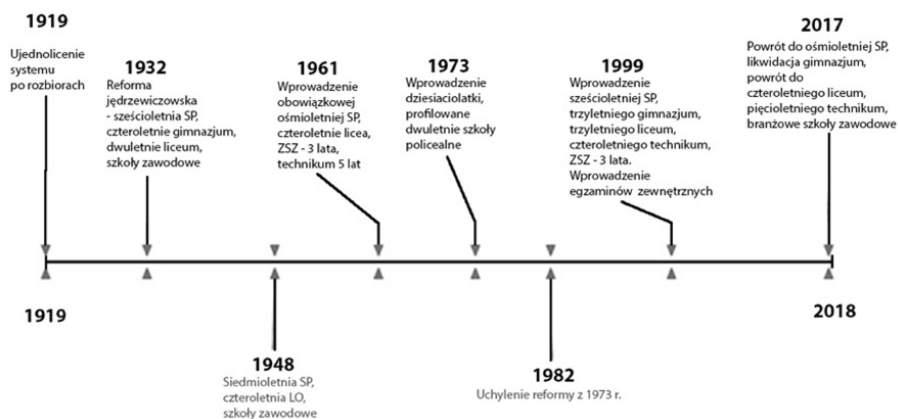 1919
Ujednolicenie
systemu
po rozbiorach
1932
Reforma
jędrzewiczowska
- sześcioletnia SP,
czteroletnie gimnazjum,
dwuletnie liceum,
szkoły zawodowe
1961
Wprowadzenie
obowiązkowej
ośmioletniej SP,
czteroletnie licea,
ZSZ - 3 lata,
technikum 5 lat
1973
Wprowadzenie
dziesiaciolatki,
profilowane
dwuletnie szkoły
policealne
1999
Wprowadzenie
sześcioletniej SP,
trzyletniego gimnazjum,
trzyletniego liceum,
czteroletniego technikum,
ZSZ - 3 lata.
Wprowadzenie
egzaminów zewnętrznych
2017
Powrót do ośmioletniej SP,
likwidacja gimnazjum,
powrót do
czteroletniego liceum,
pięcioletniego technikum,
branżowe szkoły zawodowe
1919
2018
1948
Siedmioletnia SP,
czteroletnia LO,
szkoły zawodowe
1982
Uchylenie reformy z 1973 r.